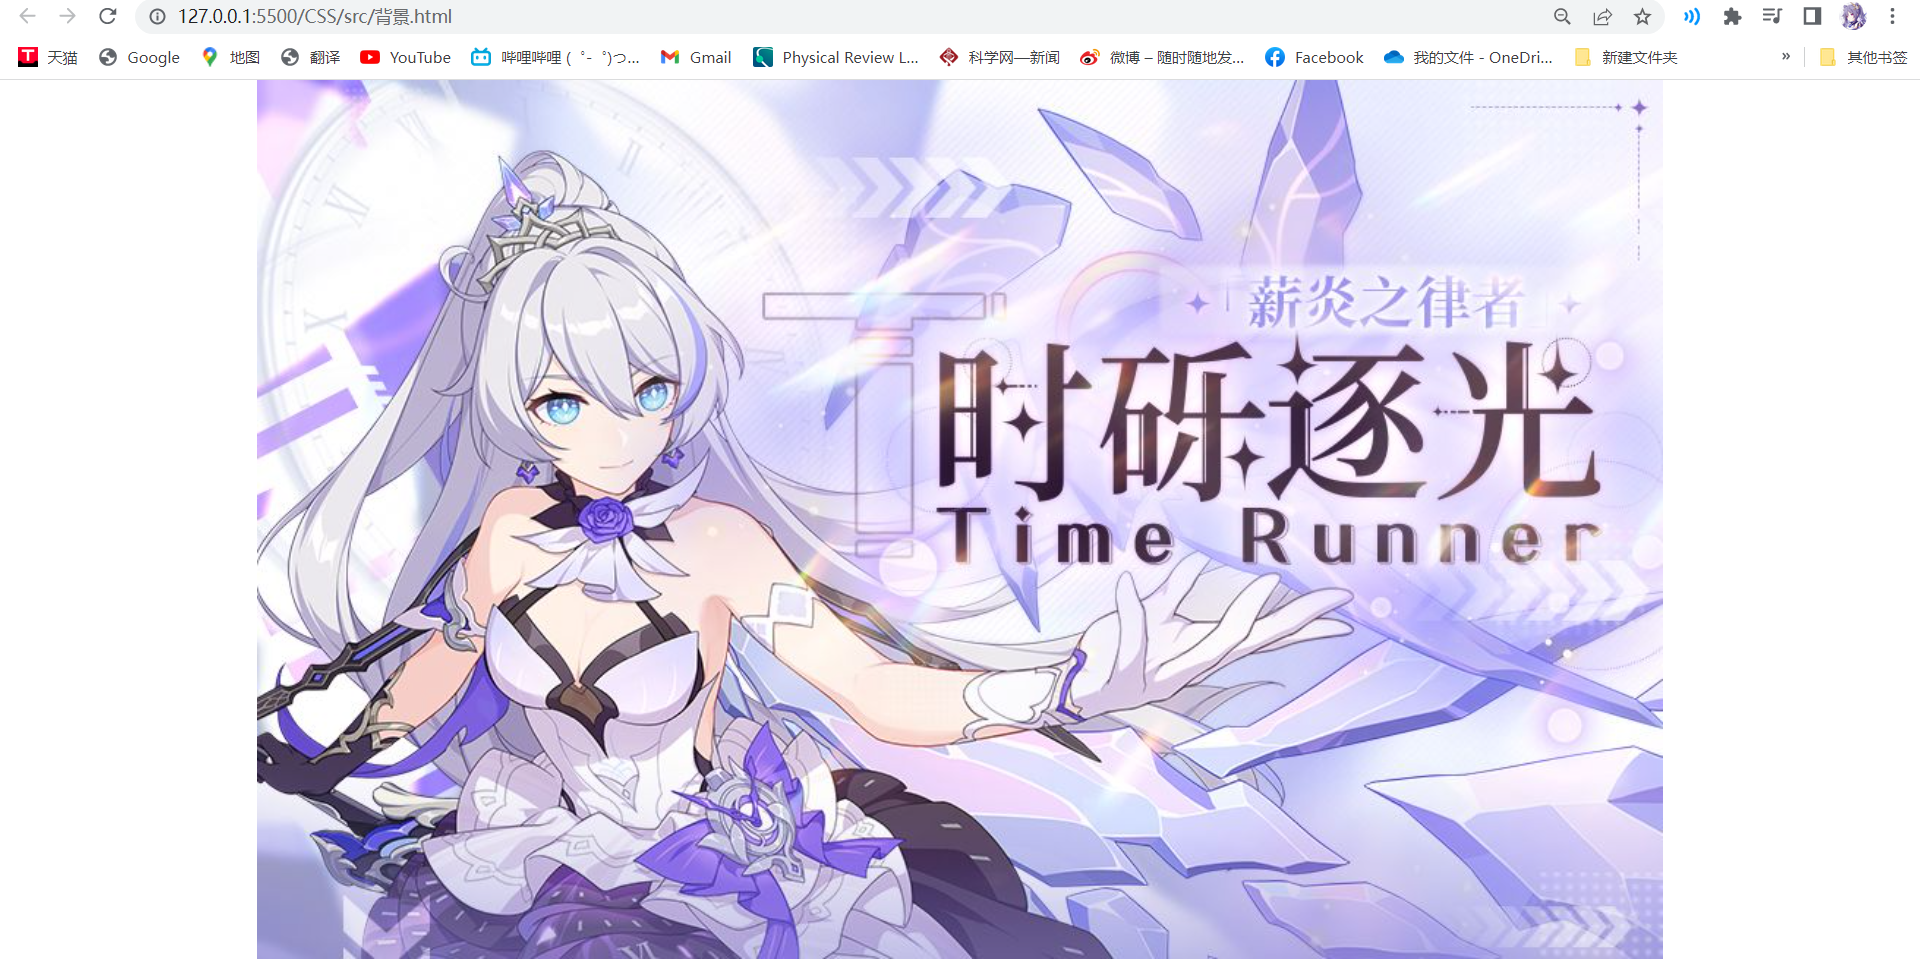 127.0.0.1:5500/CSS/src/背景.html
天猫 Google 地图 翻译 YouTube 哔哩哔哩 ( ゜- ゜)つ... Gmail Physical Review L... 科学网—新闻 微博 – 随时随地发... Facebook 我的文件 - OneDri... 新建文件夹 » 其他书签
「薪炎之律者」
时砾逐光
Time Runner